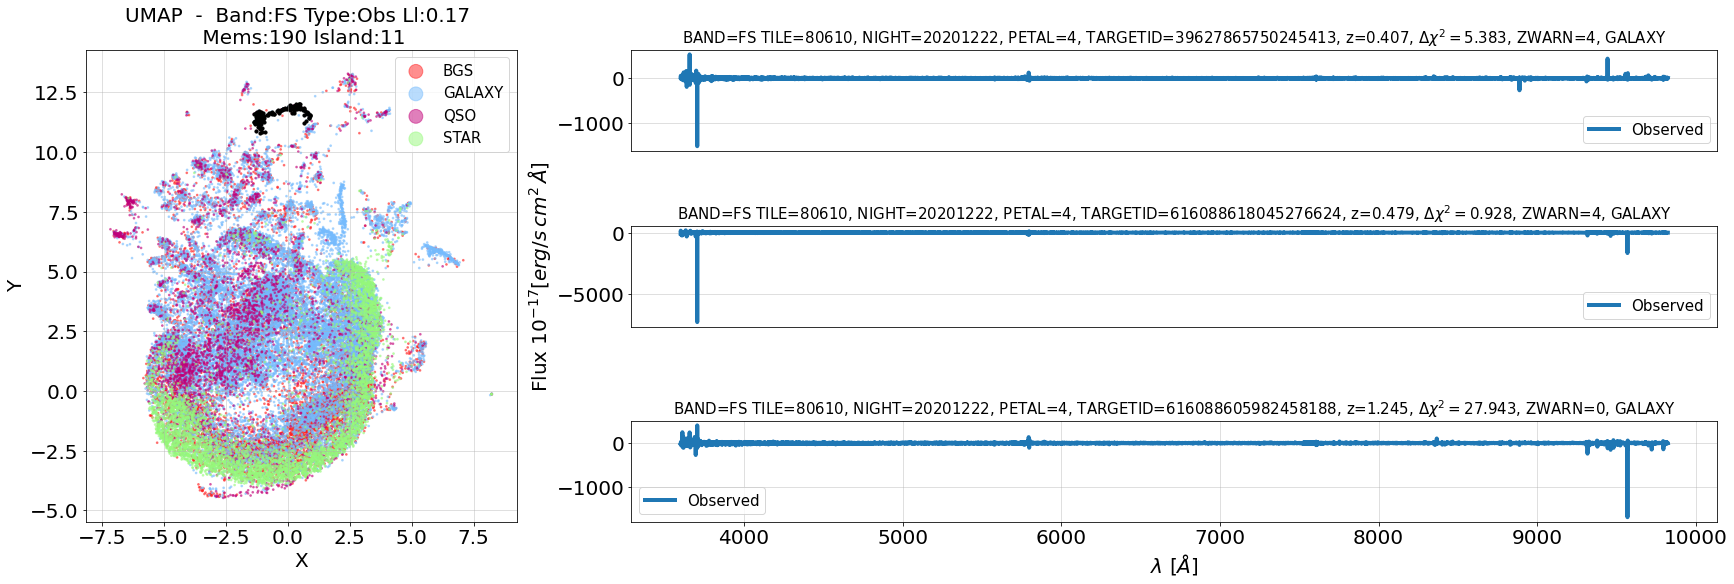 UMAP - Band:FS Type:Obs Ll:0.17
Mems:190 Island:11
BGS
GALAXY
QSO
STAR
12.5
10.0
7.5
5.0
2.5
0.0
−2.5
−5.0
Y
−7.5 −5.0 −2.5 0.0 2.5 5.0 7.5
X
Flux 10⁻¹⁷[erg/s cm² Å]
BAND=FS TILE=80610, NIGHT=20201222, PETAL=4, TARGETID=39627865750245413, z=0.407, Δχ² = 5.383, ZWARN=4, GALAXY
0
−1000
Observed
BAND=FS TILE=80610, NIGHT=20201222, PETAL=4, TARGETID=616088618045276624, z=0.479, Δχ² = 0.928, ZWARN=4, GALAXY
0
−5000
Observed
BAND=FS TILE=80610, NIGHT=20201222, PETAL=4, TARGETID=616088605982458188, z=1.245, Δχ² = 27.943, ZWARN=0, GALAXY
0
−1000
Observed
4000 5000 6000 7000 8000 9000 10000
λ [Å]